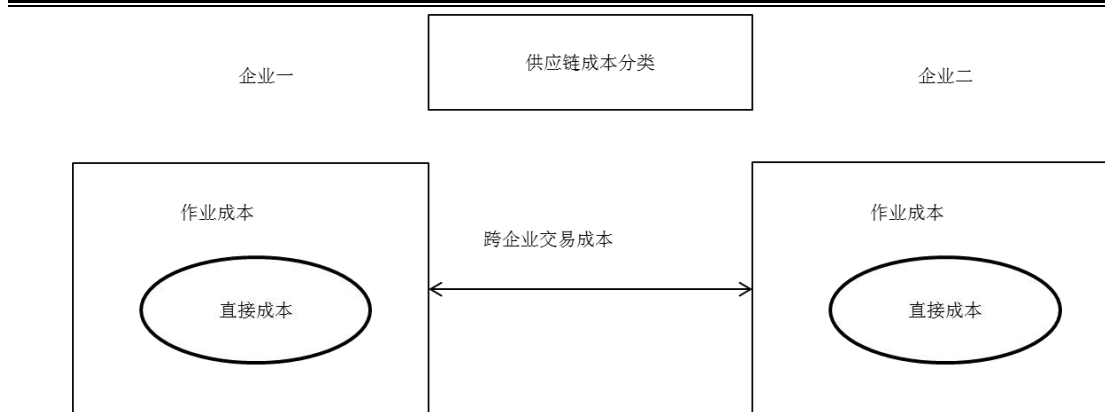 供应链成本分类
企业一
企业二
作业成本
作业成本
跨企业交易成本
直接成本
直接成本